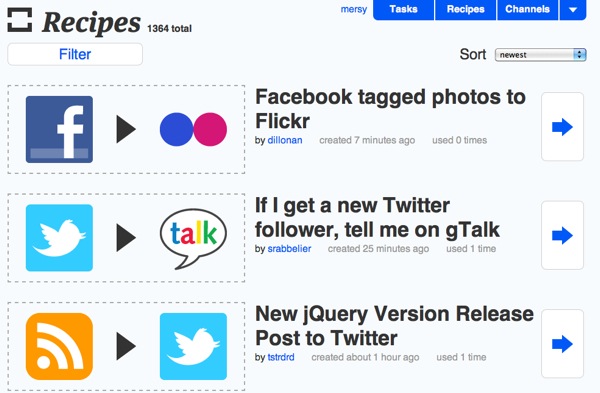 mersy Tasks Recipes Channels
Recipes 1364 total
Filter
Sort newest
f
Facebook tagged photos to
Flickr
by dillonan created 7 minutes ago used 0 times
talk
If I get a new Twitter
follower, tell me on gTalk
by srabbelier created 25 minutes ago used 1 time
New jQuery Version Release
Post to Twitter
by tstrdrd created about 1 hour ago used 1 time